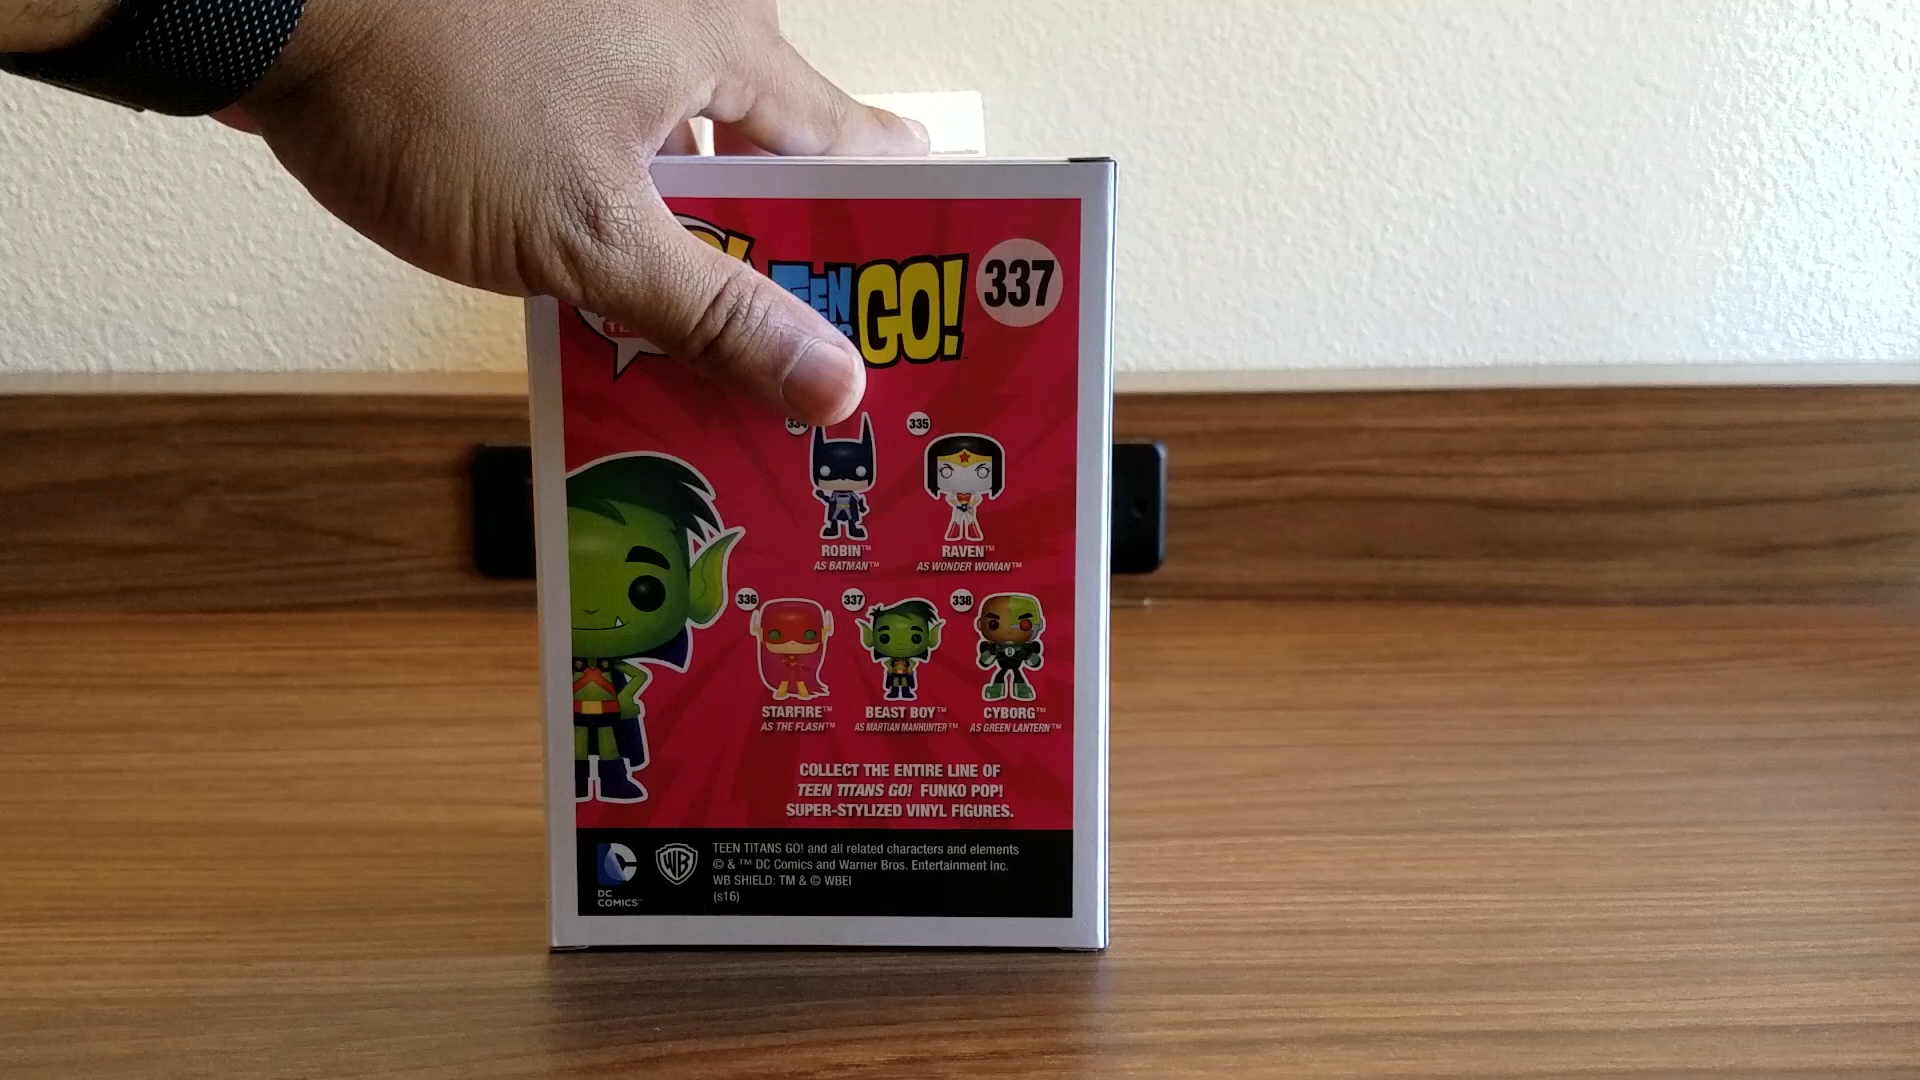 TEEN
GO!
337
334
335
ROBIN™
AS BATMAN™
RAVEN™
AS WONDER WOMAN™
336
337
338
STARFIRE™
AS THE FLASH™
BEAST BOY™
AS MARTIAN MANHUNTER™
CYBORG™
AS GREEN LANTERN™
COLLECT THE ENTIRE LINE OF
TEEN TITANS GO! FUNKO POP!
SUPER-STYLIZED VINYL FIGURES.
DC
COMICS™
WB
TEEN TITANS GO! and all related characters and elements
© & ™ DC Comics and Warner Bros. Entertainment Inc.
WB SHIELD: TM & © WBEI
(s16)